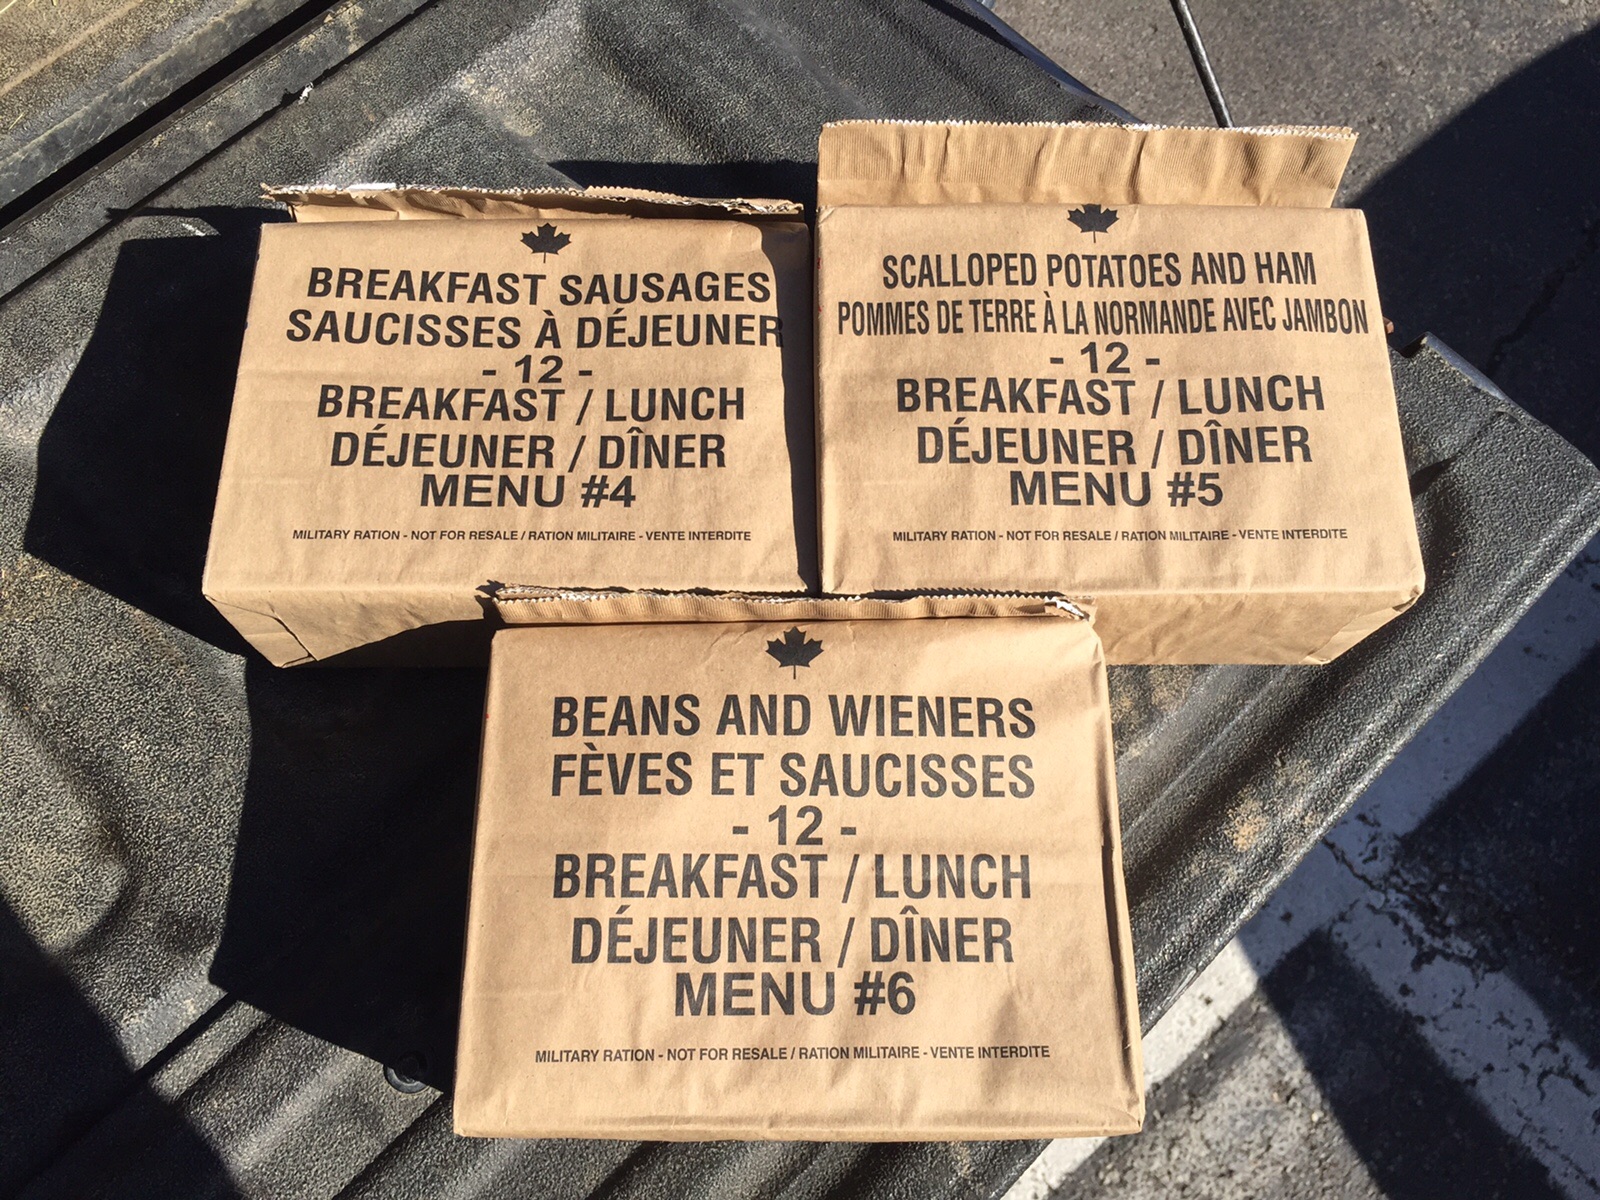 BREAKFAST SAUSAGES
SAUCISSES À DÉJEUNER
- 12 -
BREAKFAST / LUNCH
DÉJEUNER / DÎNER
MENU #4
MILITARY RATION - NOT FOR RESALE / RATION MILITAIRE - VENTE INTERDITE
SCALLOPED POTATOES AND HAM
POMMES DE TERRE À LA NORMANDE AVEC JAMBON
- 12 -
BREAKFAST / LUNCH
DÉJEUNER / DÎNER
MENU #5
MILITARY RATION - NOT FOR RESALE / RATION MILITAIRE - VENTE INTERDITE
BEANS AND WIENERS
FÈVES ET SAUCISSES
- 12 -
BREAKFAST / LUNCH
DÉJEUNER / DÎNER
MENU #6
MILITARY RATION - NOT FOR RESALE / RATION MILITAIRE - VENTE INTERDITE